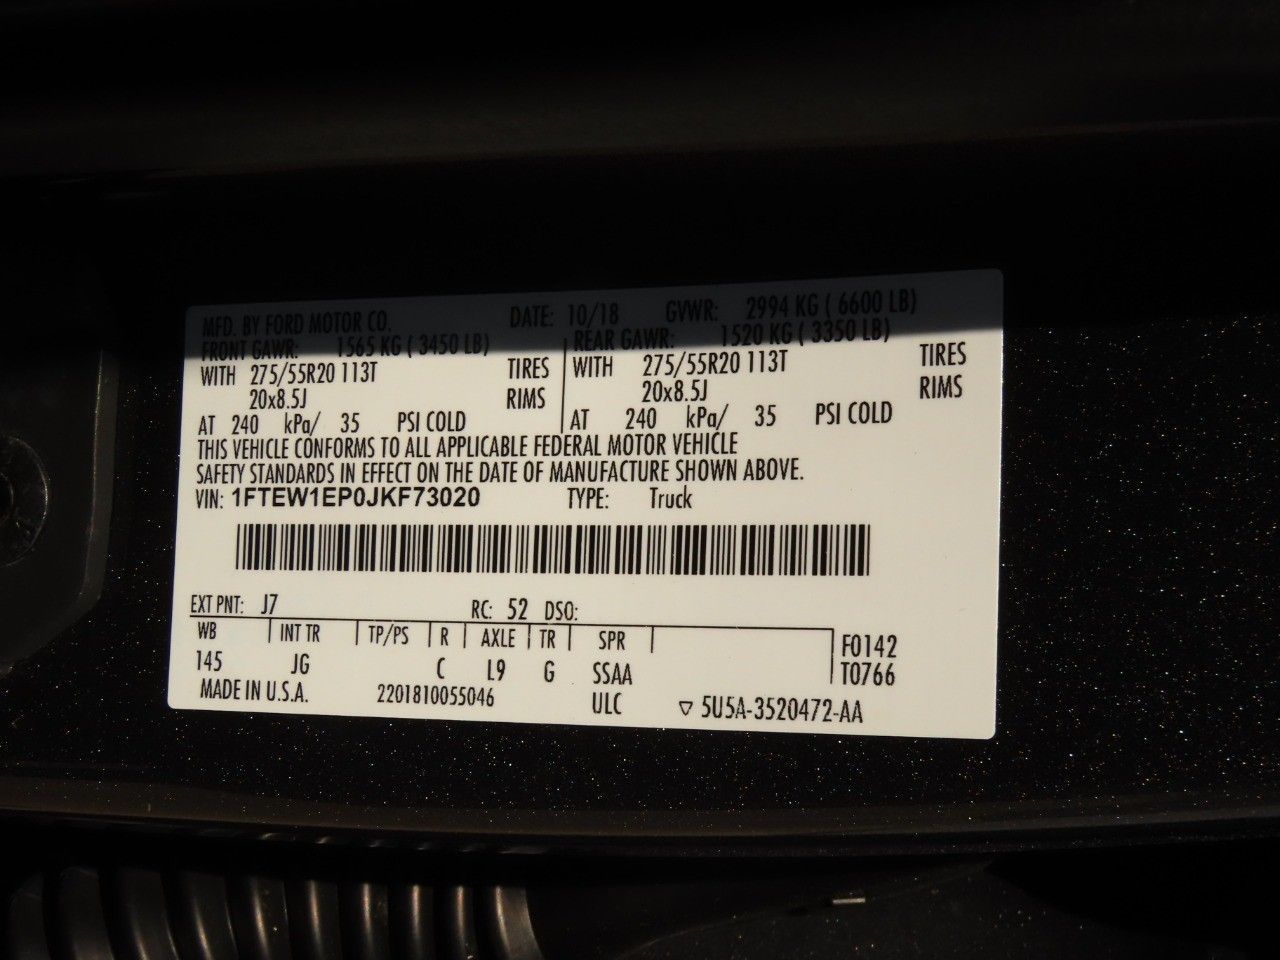 MFD. BY FORD MOTOR CO. DATE: 10/18 GVWR: 2994 KG ( 6600 LB)
FRONT GAWR: 1565 KG ( 3450 LB) REAR GAWR: 1520 KG ( 3350 LB)
WITH 275/55R20 113T TIRES WITH 275/55R20 113T TIRES
20x8.5J RIMS 20x8.5J RIMS
AT 240 kPa/ 35 PSI COLD AT 240 kPa/ 35 PSI COLD
THIS VEHICLE CONFORMS TO ALL APPLICABLE FEDERAL MOTOR VEHICLE
SAFETY STANDARDS IN EFFECT ON THE DATE OF MANUFACTURE SHOWN ABOVE.
VIN: 1FTEW1EP0JKF73020 TYPE: Truck
EXT PNT: J7 RC: 52 DSO:
WB INT TR TP/PS R AXLE TR SPR F0142
145 JG C L9 G SSAA T0766
MADE IN U.S.A. 2201810055046 ULC ▽ 5U5A-3520472-AA